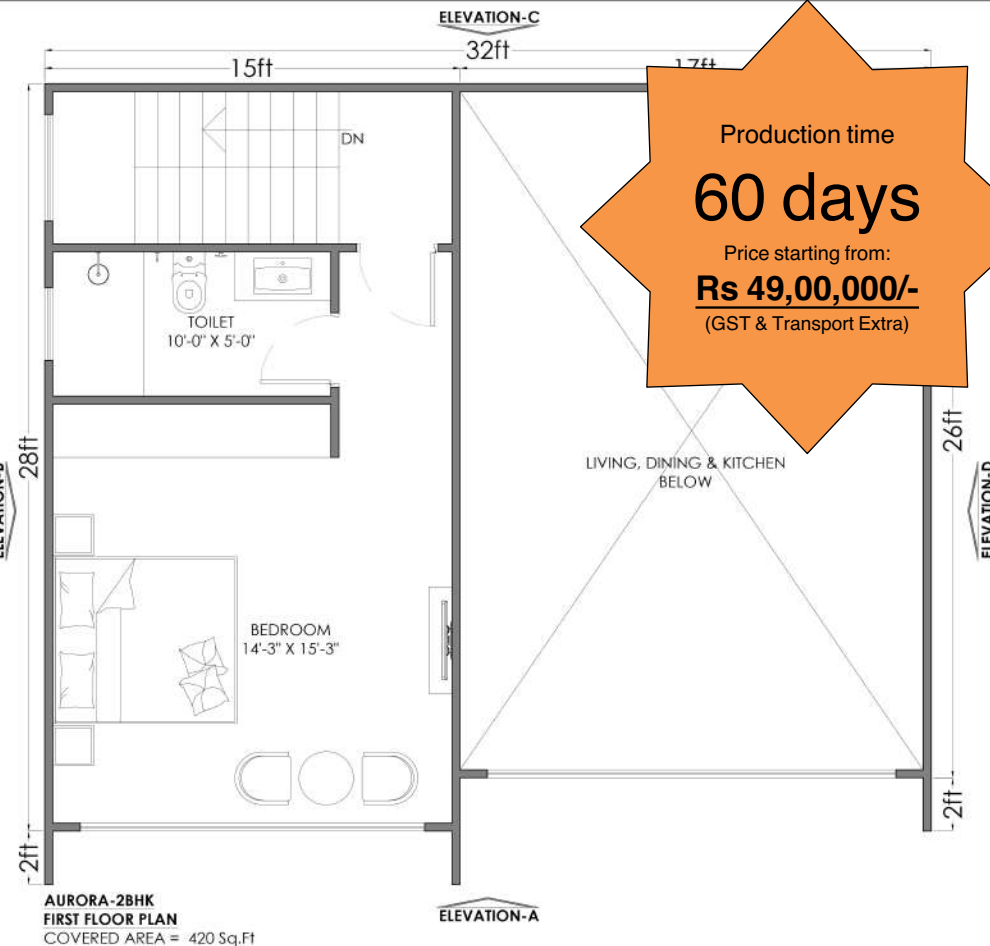 ELEVATION-C
32ft
15ft
17ft
DN
Production time
60 days
Price starting from:
Rs 49,00,000/-
(GST & Transport Extra)
TOILET
10'-0" X 5'-0"
28ft
26ft
ELEVATION-B
ELEVATION-D
LIVING, DINING & KITCHEN
BELOW
BEDROOM
14'-3" X 15'-3"
2ft
2ft
AURORA-2BHK
FIRST FLOOR PLAN
COVERED AREA = 420 Sq.Ft
ELEVATION-A